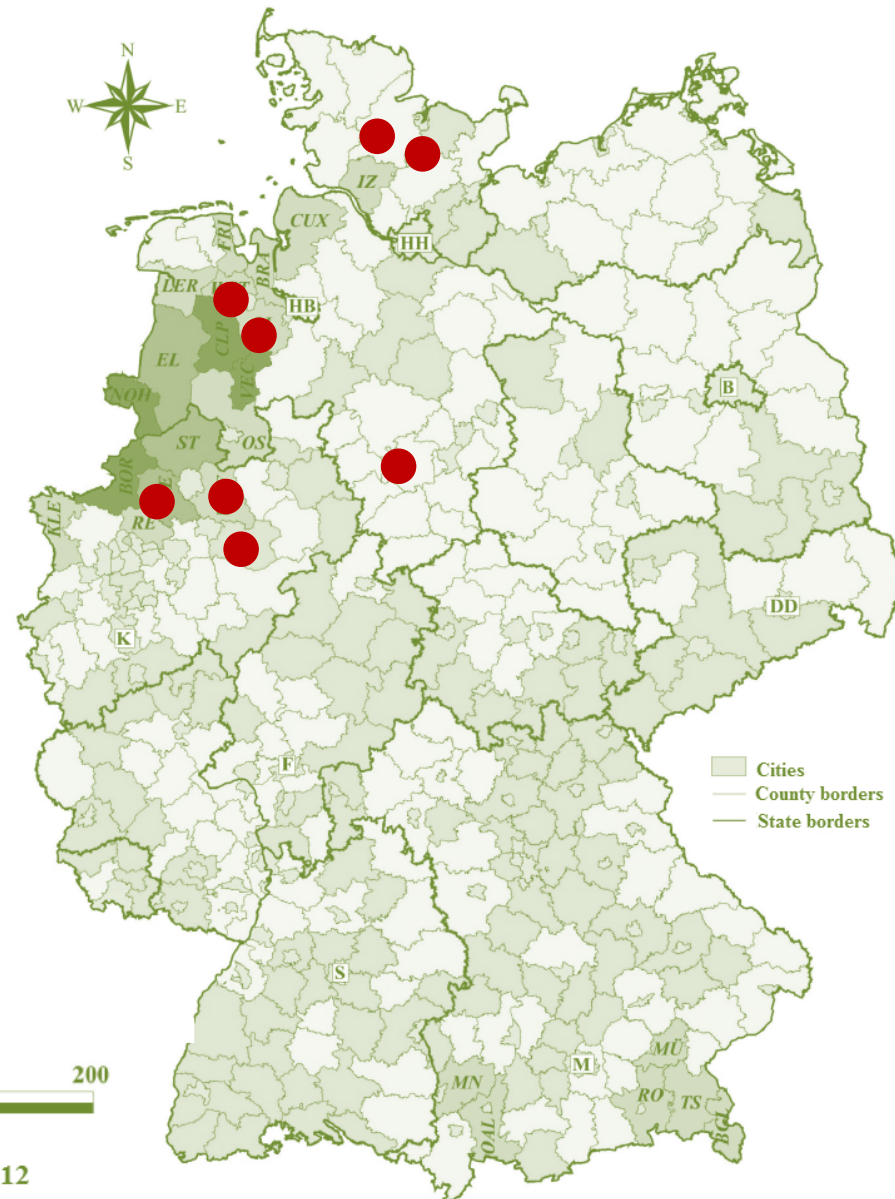 N
W E
S
IZ
CUX
FRI
HH
BRA
LER
HB
CLP
EL
VEC
B
NOH
ST
OS
BOR
KLE
RE
DD
K
Cities
F
County borders
State borders
S
MÜ
200
M
MN
RO
TS
OAL
BGL
12